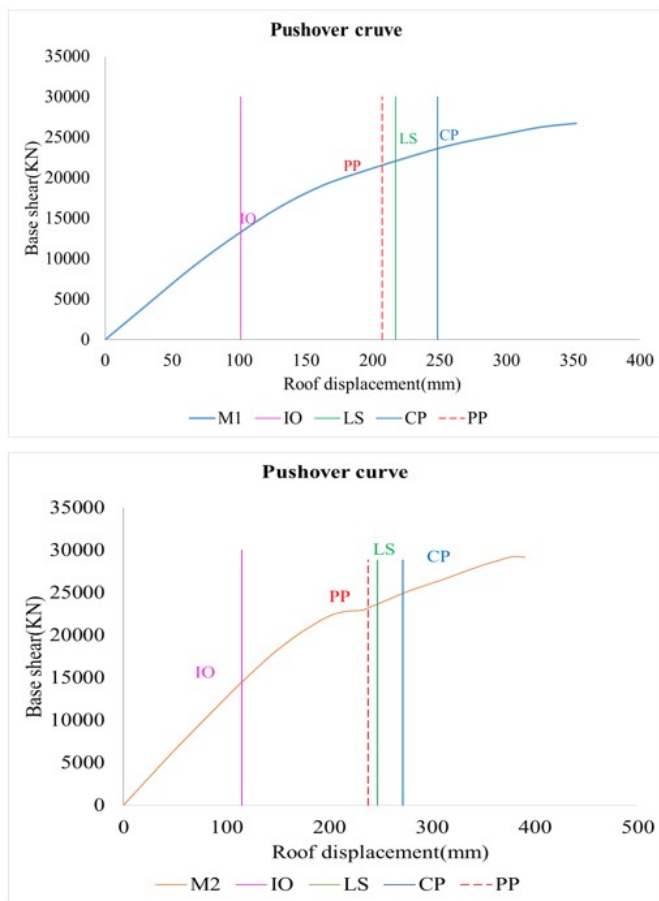 Pushover cruve
35000
30000
25000
20000
15000
10000
5000
0
Base shear(KN)
IO
PP
LS
CP
0 50 100 150 200 250 300 350 400
Roof displacement(mm)
M1 IO LS CP PP
Pushover curve
35000
30000
25000
20000
15000
10000
5000
0
Base shear(KN)
IO
PP
LS
CP
0 100 200 300 400 500
Roof displacement(mm)
M2 IO LS CP PP